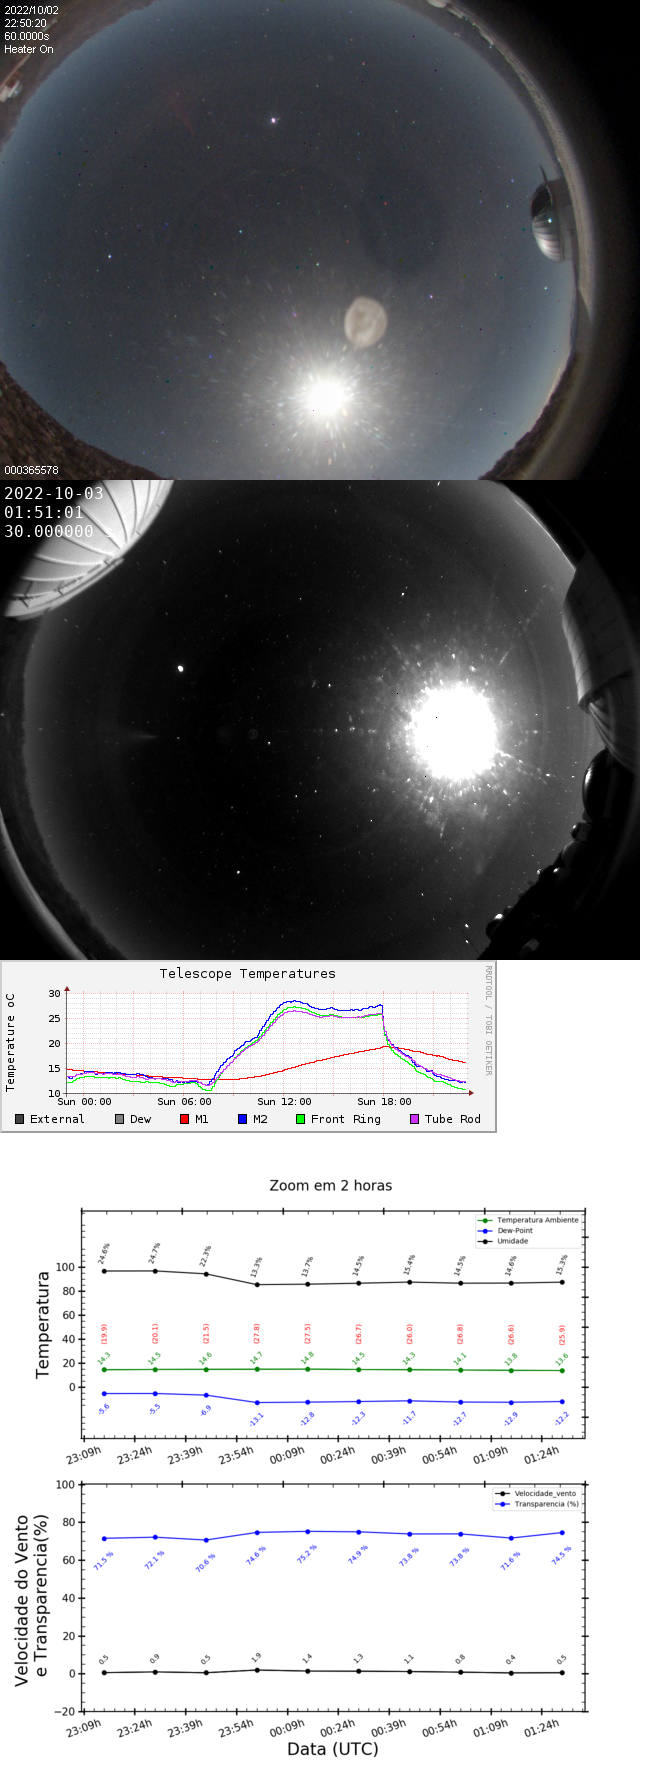 2022/10/02
22:50:20
60.0000s
Heater On
000365578
2022-10-03
01:51:01
30.000000 s
Telescope Temperatures
RRDTOOL / TOBI OETIKER
Temperature oC
30
25
20
15
10
Sun 00:00 Sun 06:00 Sun 12:00 Sun 18:00
External Dew M1 M2 Front Ring Tube Rod
Zoom em 2 horas
Temperatura Ambiente
Dew-Point
Umidade
Temperatura
100
80
60
40
20
0
24.6% 24.7% 22.3% 13.3% 13.7% 14.5% 15.4% 14.5% 14.6% 15.3%
(19.9) (20.1) (21.5) (27.8) (27.5) (26.7) (26.0) (26.8) (26.6) (25.9)
14.3 14.5 14.6 14.7 14.8 14.5 14.3 14.1 13.8 13.6
-5.6 -5.5 -6.9 -13.1 -12.8 -12.3 -11.7 -12.7 -12.9 -12.2
23:09h 23:24h 23:39h 23:54h 00:09h 00:24h 00:39h 00:54h 01:09h 01:24h
Velocidade_vento
Transparencia (%)
Velocidade do Vento
e Transparencia(%)
100
80
60
40
20
0
−20
71.5 % 72.1 % 70.6 % 74.6 % 75.2 % 74.9 % 73.8 % 73.8 % 71.6 % 74.5 %
0.5 0.9 0.5 1.9 1.4 1.3 1.1 0.8 0.4 0.5
23:09h 23:24h 23:39h 23:54h 00:09h 00:24h 00:39h 00:54h 01:09h 01:24h
Data (UTC)